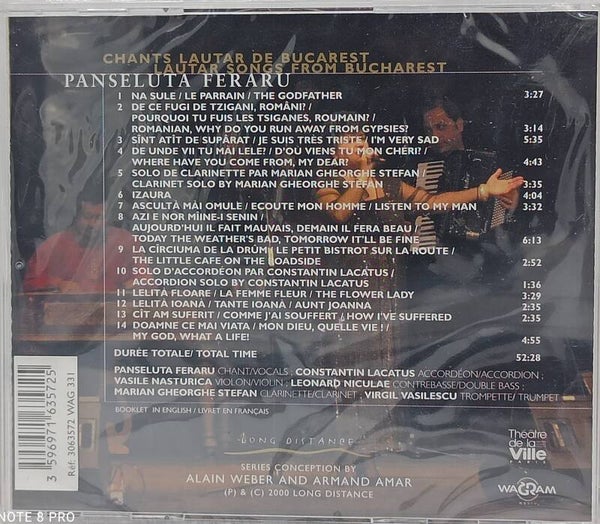 CHANTS LAUTAR DE BUCAREST
LAUTAR SONGS FROM BUCHAREST
PANSELUTA FERARU
1 NA SULE / LE PARRAIN / THE GODFATHER 3:27
2 DE CE FUGI DE TZIGANI, ROMÂNI? /
POURQUOI TU FUIS LES TSIGANES, ROUMAIN? /
ROMANIAN, WHY DO YOU RUN AWAY FROM GYPSIES? 3:14
3 SÎNT ATÎT DE SUPĂRAT / JE SUIS TRES TRISTE / I'M VERY SAD 5:35
4 DE UNDE VII TU MAI LELE? / D'OÙ VIENS TU MON CHÉRI? /
WHERE HAVE YOU COME FROM, MY DEAR? 4:43
5 SOLO DE CLARINETTE PAR MARIAN GHEORGHE STEFAN /
CLARINET SOLO BY MARIAN GHEORGHE STEFAN 3:35
6 IZAURA 4:04
7 ASCULTĂ MAI OMULE / ECOUTE MON HOMME / LISTEN TO MY MAN 3:32
8 AZI E NOR MÎINE-I SENIN /
AUJOURD'HUI IL FAIT MAUVAIS, DEMAIN IL FERA BEAU /
TODAY THE WEATHER'S BAD, TOMORROW IT'LL BE FINE 6:13
9 LA CÎRCIUMA DE LA DRUM / LE PETIT BISTROT SUR LA ROUTE /
THE LITTLE CAFE ON THE ROADSIDE 2:52
10 SOLO D'ACCORDÉON PAR CONSTANTIN LACATUS /
ACCORDION SOLO BY CONSTANTIN LACATUS 1:36
11 LELITĂ FLOARE / LA FEMME FLEUR / THE FLOWER LADY 3:29
12 LELITĂ IOANA / TANTE IOANA / AUNT JOANNA 2:35
13 CÎT AM SUFERIT / COMME J'AI SOUFFERT / HOW I'VE SUFFERED 2:35
14 DOAMNE CE MAI VIATA / MON DIEU, QUELLE VIE! /
MY GOD, WHAT A LIFE! 4:55
DURÉE TOTALE/ TOTAL TIME 52:28
PANSELUTA FERARU CHANT/VOCALS ; CONSTANTIN LACATUS ACCORDÉON/ACCORDION ;
VASILE NASTURICA VIOLON/VIOLIN ; LEONARD NICULAE CONTREBASSE/DOUBLE BASS ;
MARIAN GHEORGHE STEFAN CLARINETTE/CLARINET ; VIRGIL VASILESCU TROMPETTE/ TRUMPET
BOOKLET IN ENGLISH / LIVRET EN FRANÇAIS
LONG DISTANCE
SERIES CONCEPTION BY
ALAIN WEBER AND ARMAND AMAR
(P) & (C) 2000 LONG DISTANCE
Théâtre
de la
Ville
PARIS
WAGRAM
MUSIC
3 596971 635725
Réf: 3063572 WAG 331
NOTE 8 PRO